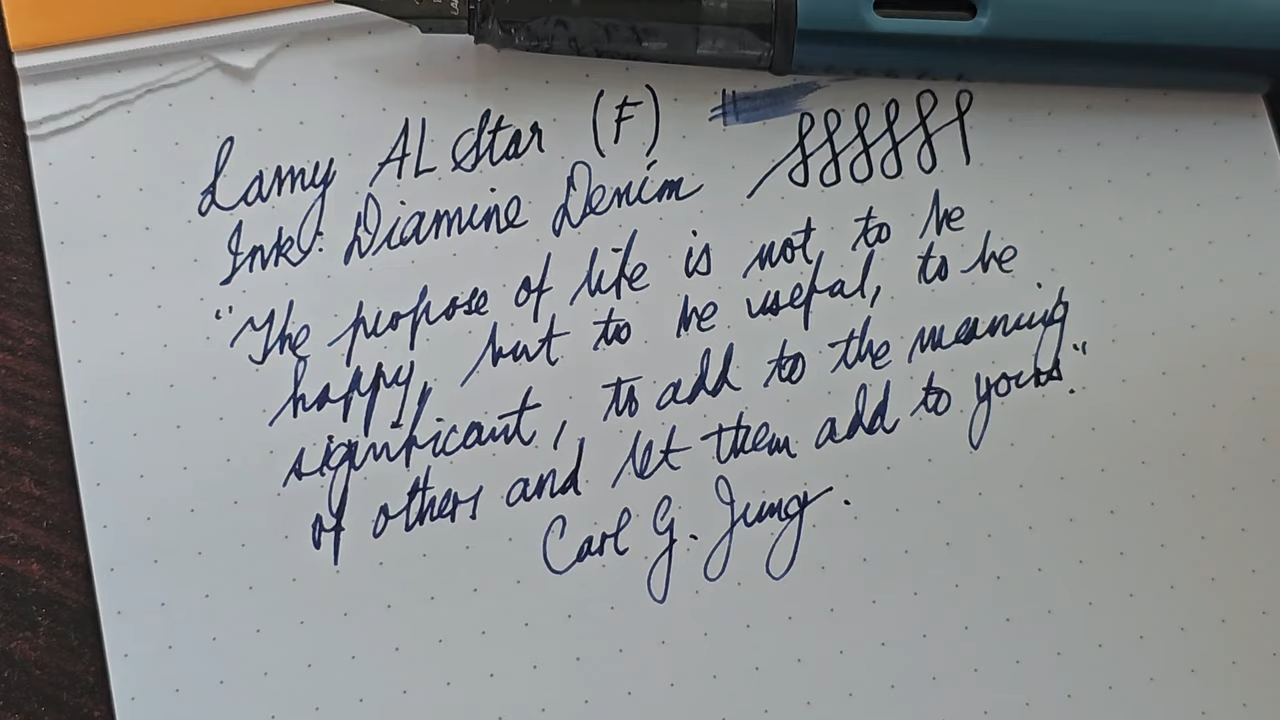 Lamy AL Star (F)
Ink: Diamine Denim
"The propose of life is not to be
happy, but to be useful, to be
significant, to add to the meaning
of others and let them add to yours."
Carl G. Jung.